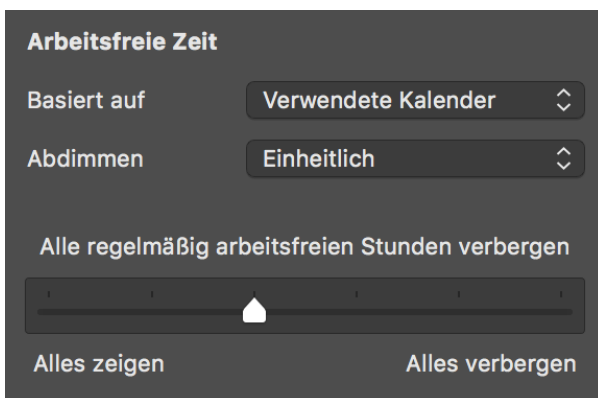 Arbeitsfreie Zeit
Basiert auf Verwendete Kalender
Abdimmen Einheitlich
Alle regelmäßig arbeitsfreien Stunden verbergen
Alles zeigen Alles verbergen